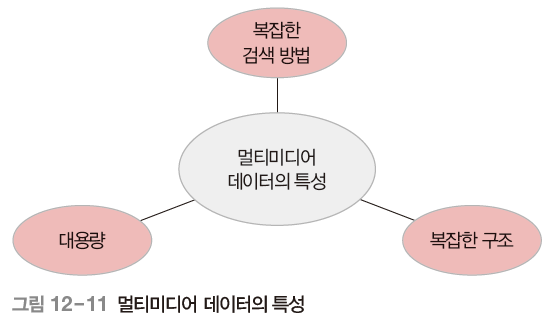 복잡한
검색 방법
멀티미디어
데이터의 특성
대용량
복잡한 구조
그림 12-11 멀티미디어 데이터의 특성